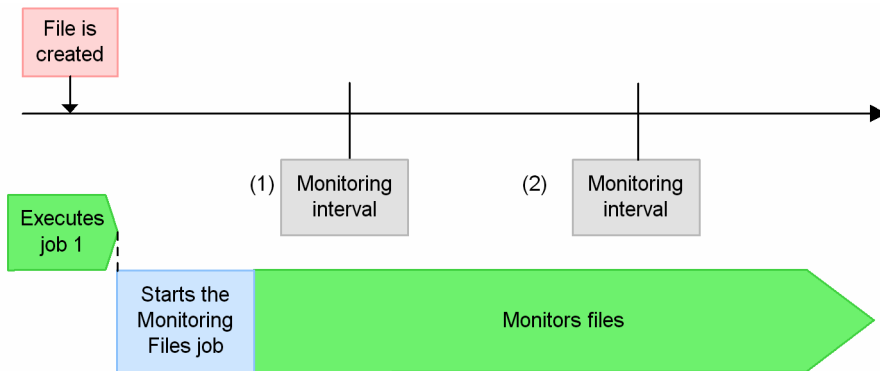 File is
created
(1)
Monitoring
interval
(2)
Monitoring
interval
Executes
job 1
Starts the
Monitoring
Files job
Monitors files